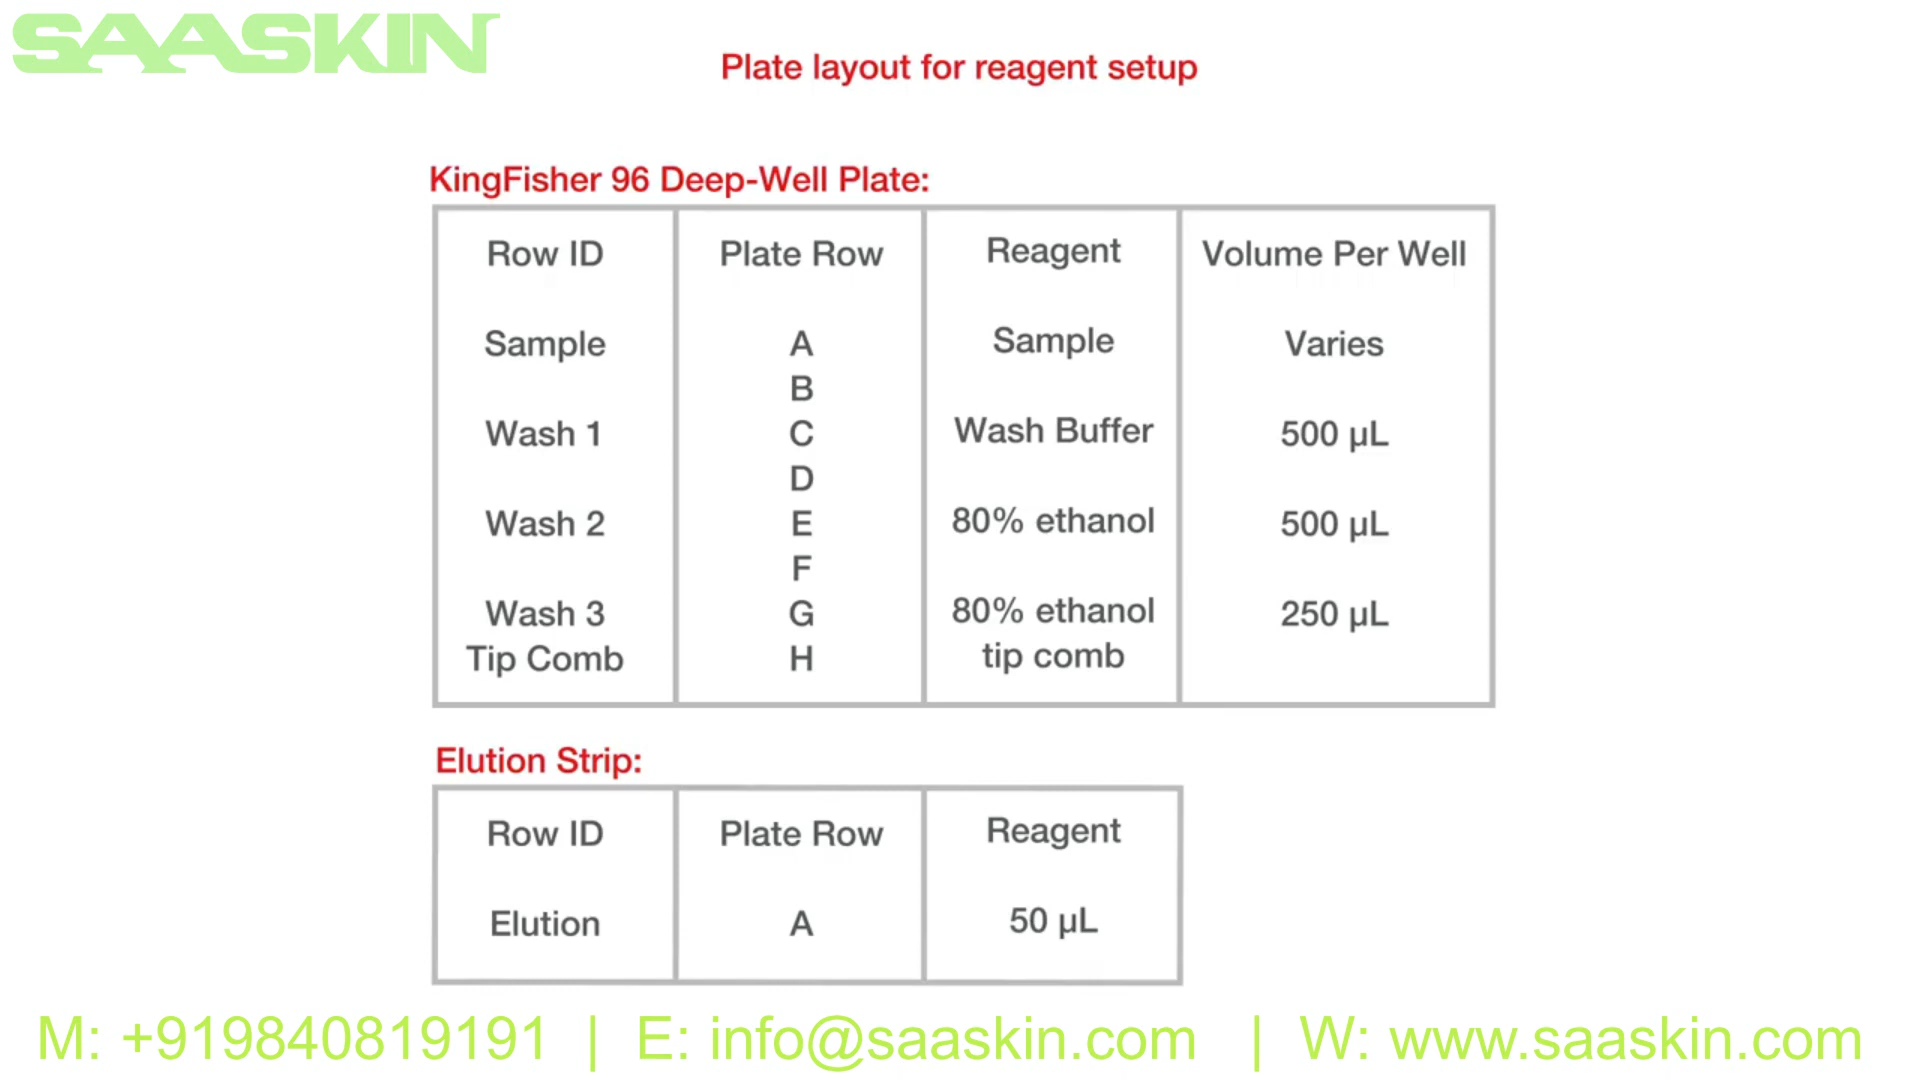 SAASKIN
Plate layout for reagent setup
KingFisher 96 Deep-Well Plate:
Row ID Plate Row Reagent Volume Per Well
Sample A Sample Varies
B
Wash 1 C Wash Buffer 500 µL
D
Wash 2 E 80% ethanol 500 µL
F
Wash 3 G 80% ethanol 250 µL
Tip Comb H tip comb
Elution Strip:
Row ID Plate Row Reagent
Elution A 50 µL
M: +919840819191 | E: info@saaskin.com | W: www.saaskin.com